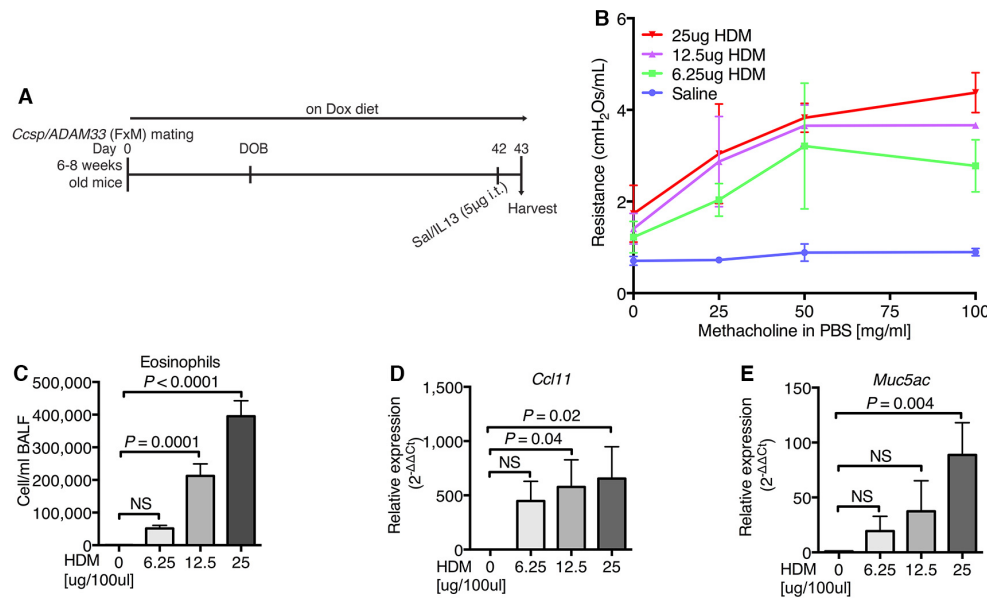 A
on Dox diet
Ccsp/ADAM33 (FxM) mating
Day 0 DOB 42 43
6-8 weeks
old mice
Sal/IL13 (5µg i.t.)
Harvest
B
6
4
2
0
Resistance (cmH2Os/mL)
25ug HDM
12.5ug HDM
6.25ug HDM
Saline
0 25 50 75 100
Methacholine in PBS [mg/ml]
C
Eosinophils
500,000
400,000
300,000
200,000
100,000
0
Cell/ml BALF
P < 0.0001
P = 0.0001
NS
HDM 0 6.25 12.5 25
[ug/100ul]
D
Ccl11
1,500
1,000
500
0
Relative expression
(2-ΔΔCt)
P = 0.02
P = 0.04
NS
HDM 0 6.25 12.5 25
[ug/100ul]
E
Muc5ac
150
100
50
0
Relative expression
(2-ΔΔCt)
P = 0.004
NS
NS
HDM 0 6.25 12.5 25
[ug/100ul]